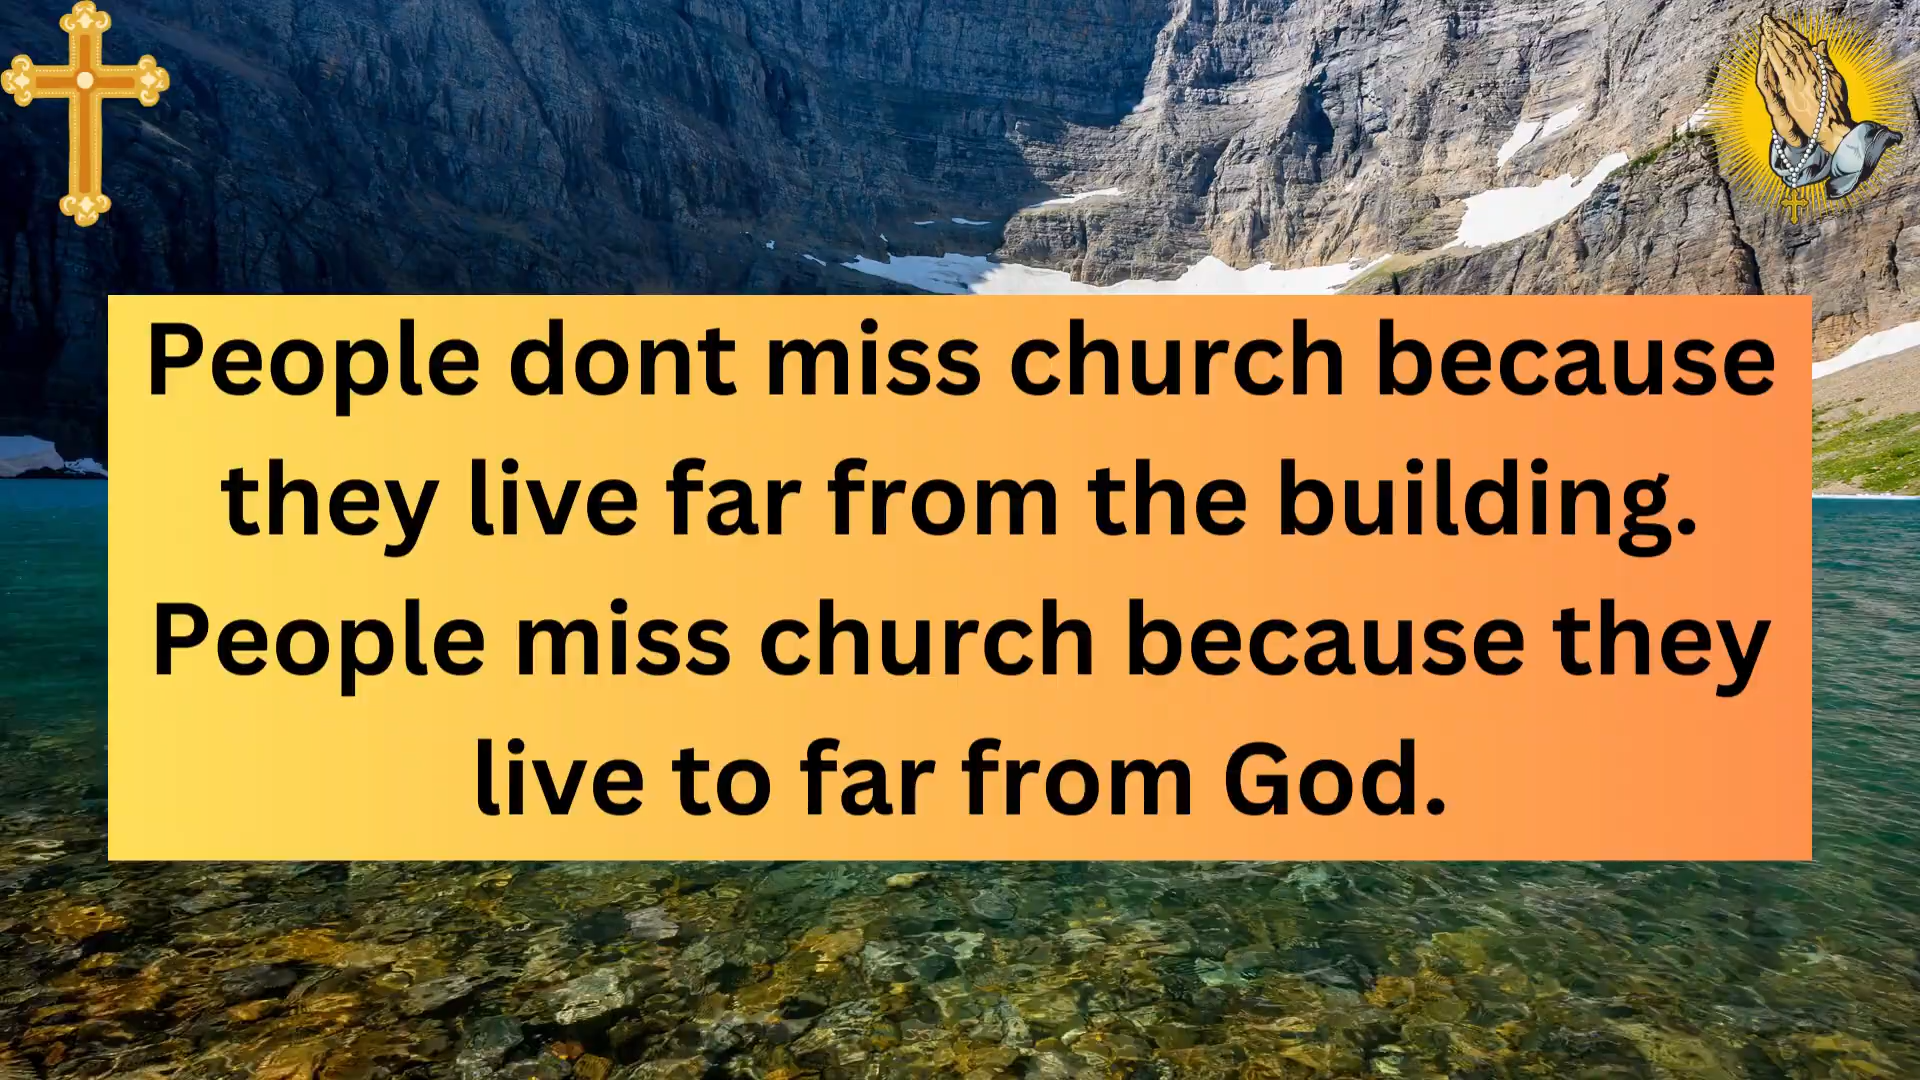 People dont miss church because
they live far from the building.
People miss church because they
live to far from God.